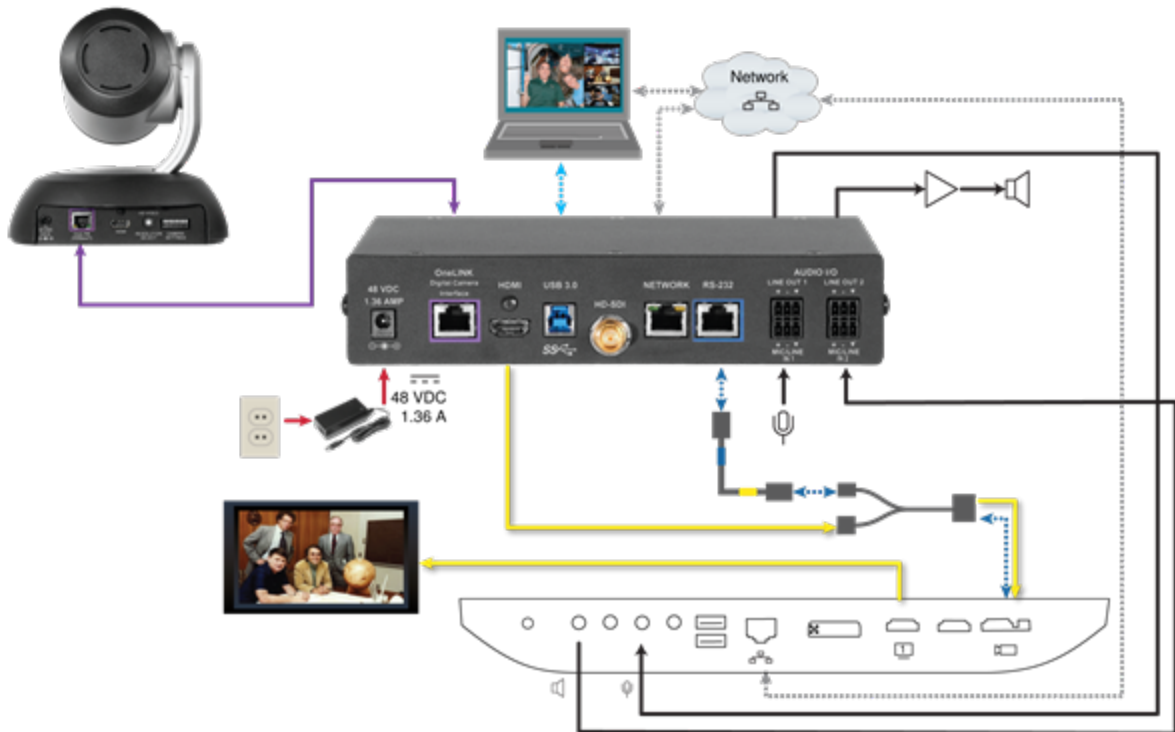 Network
AUDIO I/O
OneLINK
Digital Camera
Interface
HDMI
USB 3.0
NETWORK
RS-232
LINE OUT 1
LINE OUT 2
48 VDC
1.36 AMP
HD-SDI
MIC/LINE
IN 1
MIC/LINE
IN 2
48 VDC
1.36 A
1